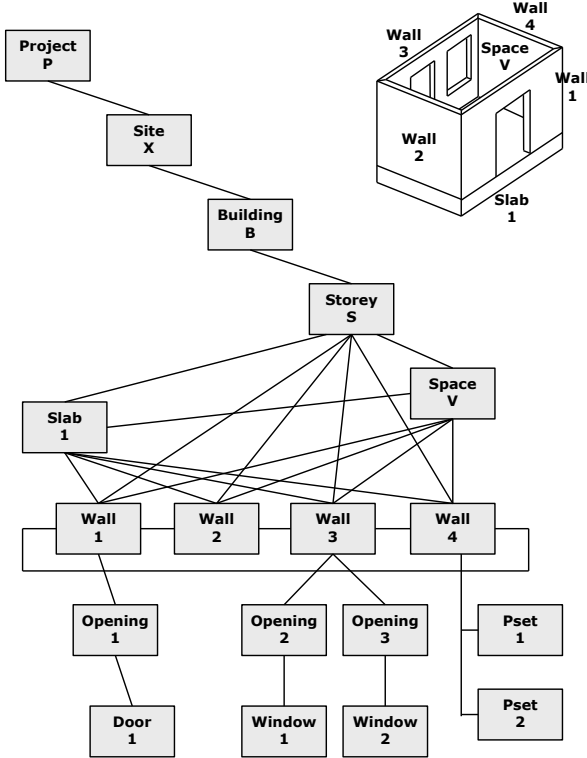 Project
P
Site
X
Building
B
Storey
S
Wall
3
Wall
4
Space
V
Wall
1
Wall
2
Slab
1
Slab
1
Space
V
Wall
1
Wall
2
Wall
3
Wall
4
Opening
1
Opening
2
Opening
3
Pset
1
Door
1
Window
1
Window
2
Pset
2